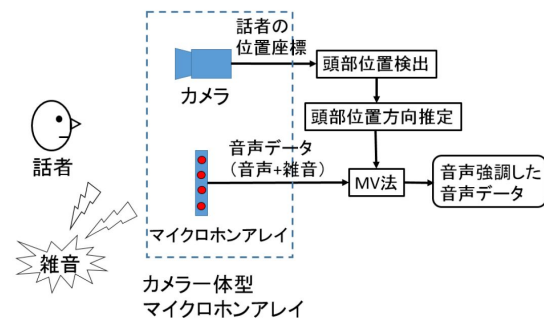 話者の
位置座標
頭部位置検出
カメラ
頭部位置方向推定
話者
音声データ
(音声+雑音)
MV法
音声強調した
音声データ
マイクロホンアレイ
雑音
カメラ一体型
マイクロホンアレイ